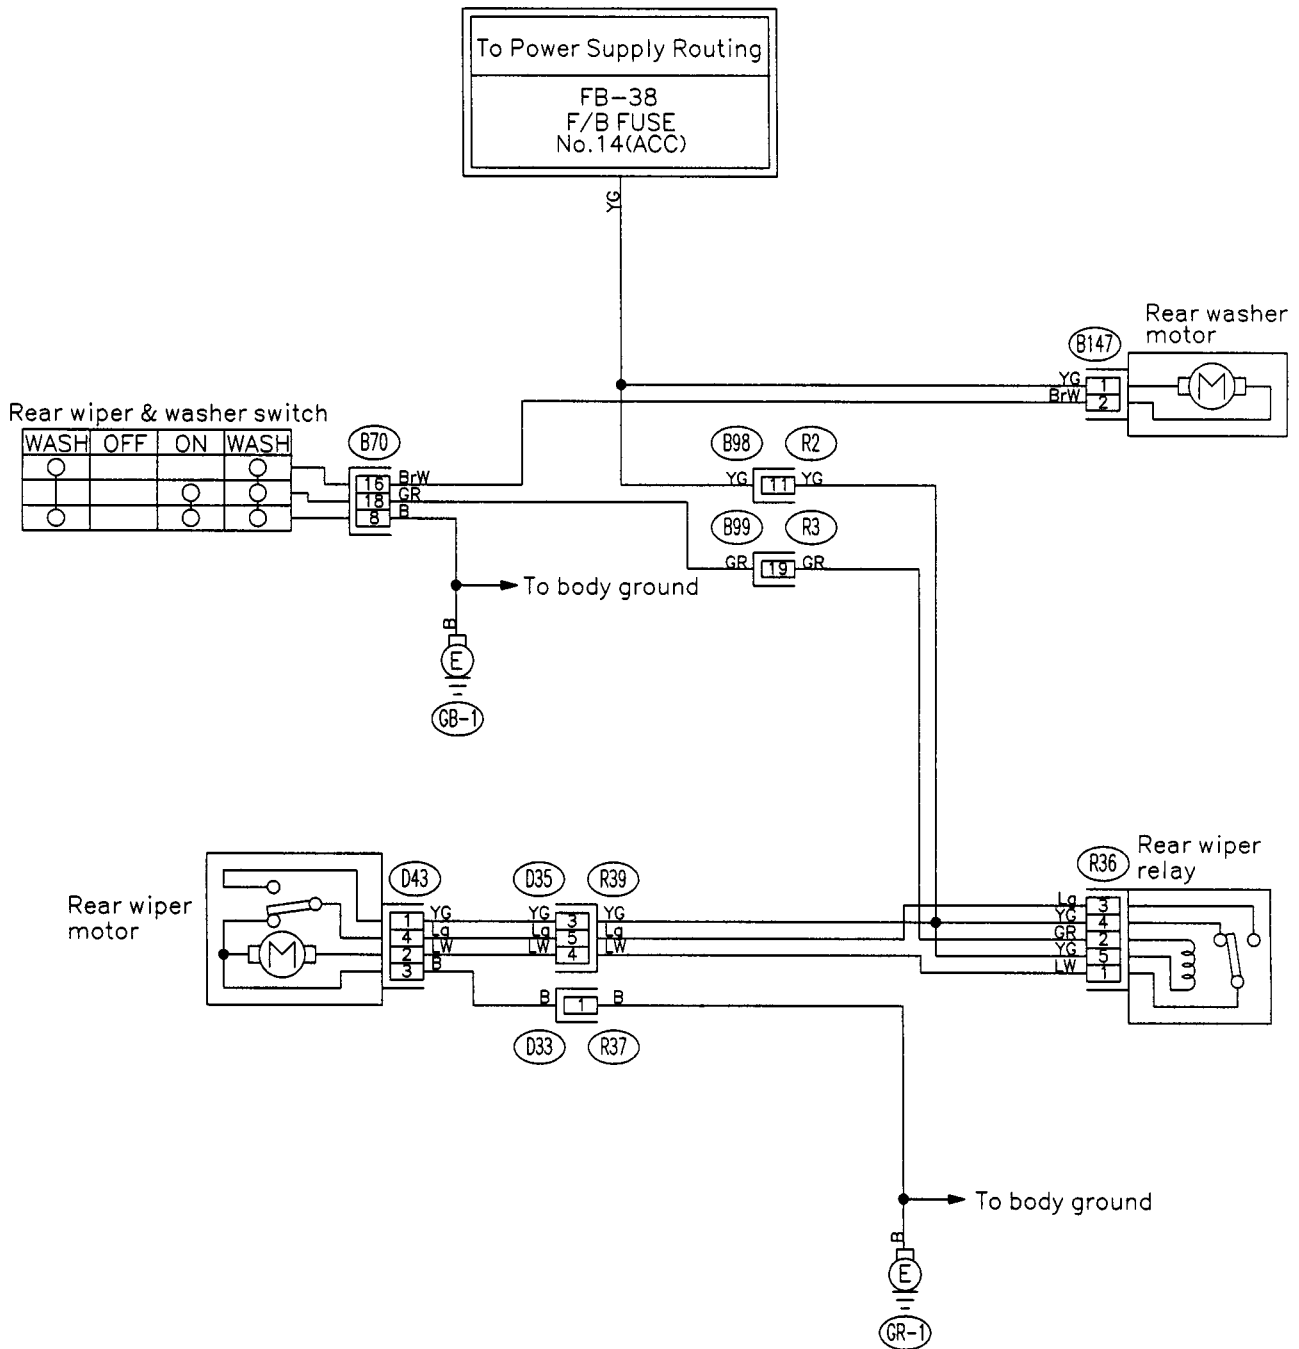 To Power Supply Routing
FB-38
F/B FUSE
No.14(ACC)
YG
Rear washer
motor
B147
YG 1
BrW 2
M
Rear wiper & washer switch
WASH OFF ON WASH
B70
16 BrW
18 GR
8 B
B98 R2
YG 11 YG
B99 R3
GR 19 GR
To body ground
B
E
GB-1
Rear wiper
motor
M
D43
1 YG
4 Lg
2 LW
3 B
D35 R39
YG 3 YG
Lg 5 Lg
LW 4 LW
B 1 B
D33 R37
R36
Rear wiper
relay
Lg 3
YG 4
GR 2
YG 5
LW 1
To body ground
B
E
GR-1